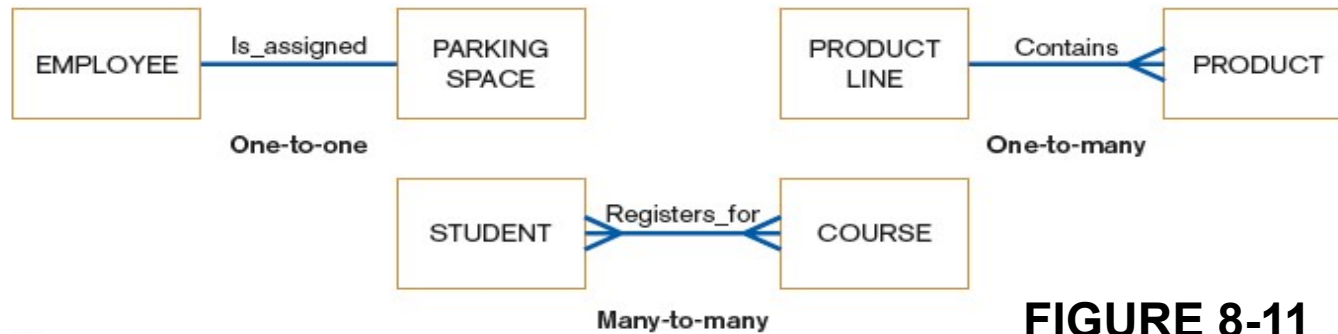 EMPLOYEE
Is_assigned
PARKING
SPACE
One-to-one
PRODUCT
LINE
Contains
PRODUCT
One-to-many
STUDENT
Registers_for
COURSE
Many-to-many
FIGURE 8-11